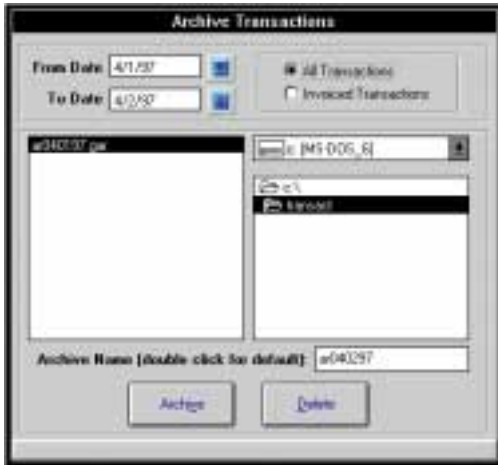 Archive Transactions
From Date 4/1/97
To Date 4/2/97
All Transactions
Invoiced Transactions
ar040197.gar
c: [MS-DOS_6]
c:\
transact
Archive Name (double click for default): ar040297
Archive
Delete